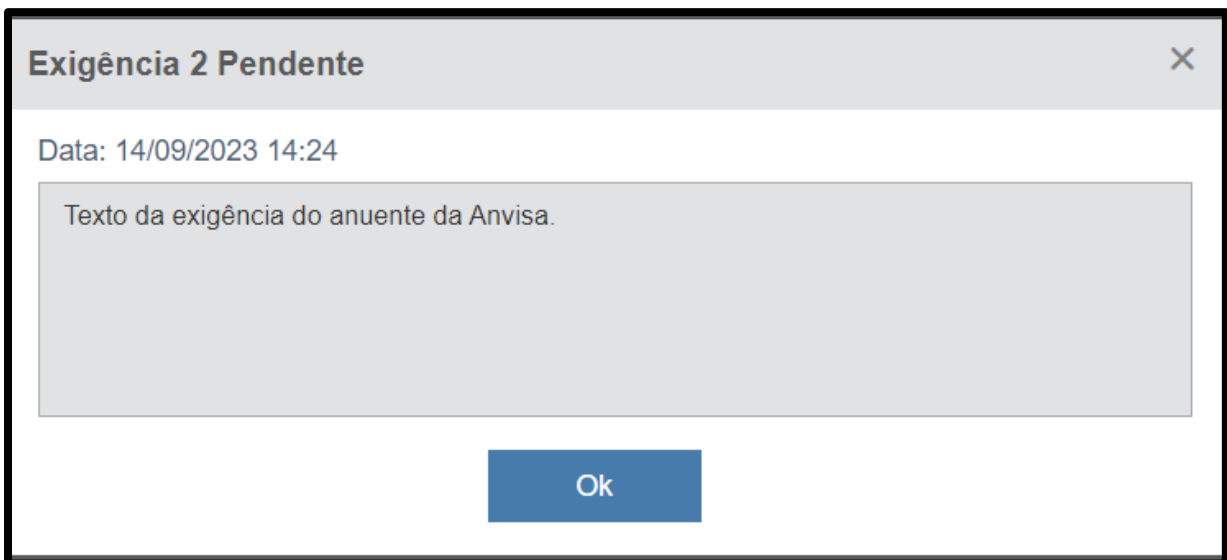 Exigência 2 Pendente
Data: 14/09/2023 14:24
Texto da exigência do anuente da Anvisa.
Ok